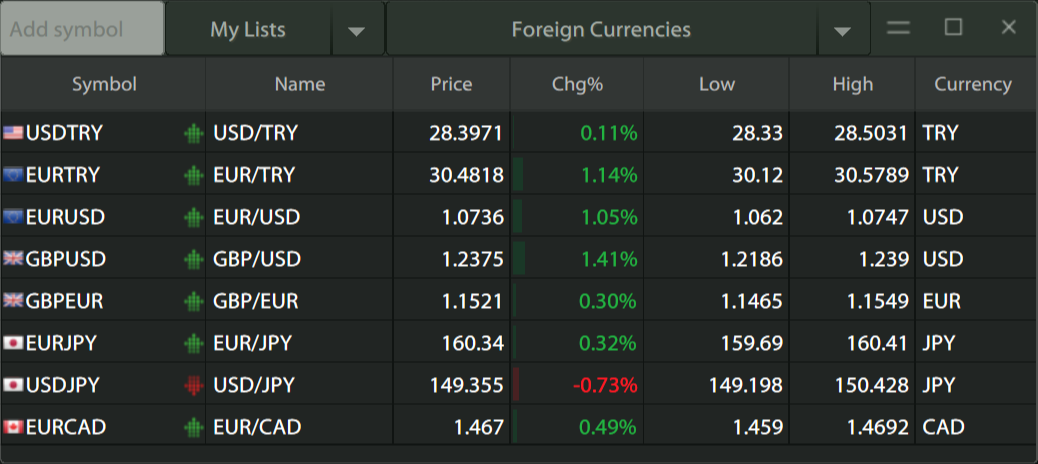 Add symbol My Lists Foreign Currencies
Symbol Name Price Chg% Low High Currency
USDTRY USD/TRY 28.3971 0.11% 28.33 28.5031 TRY
EURTRY EUR/TRY 30.4818 1.14% 30.12 30.5789 TRY
EURUSD EUR/USD 1.0736 1.05% 1.062 1.0747 USD
GBPUSD GBP/USD 1.2375 1.41% 1.2186 1.239 USD
GBPEUR GBP/EUR 1.1521 0.30% 1.1465 1.1549 EUR
EURJPY EUR/JPY 160.34 0.32% 159.69 160.41 JPY
USDJPY USD/JPY 149.355 -0.73% 149.198 150.428 JPY
EURCAD EUR/CAD 1.467 0.49% 1.459 1.4692 CAD